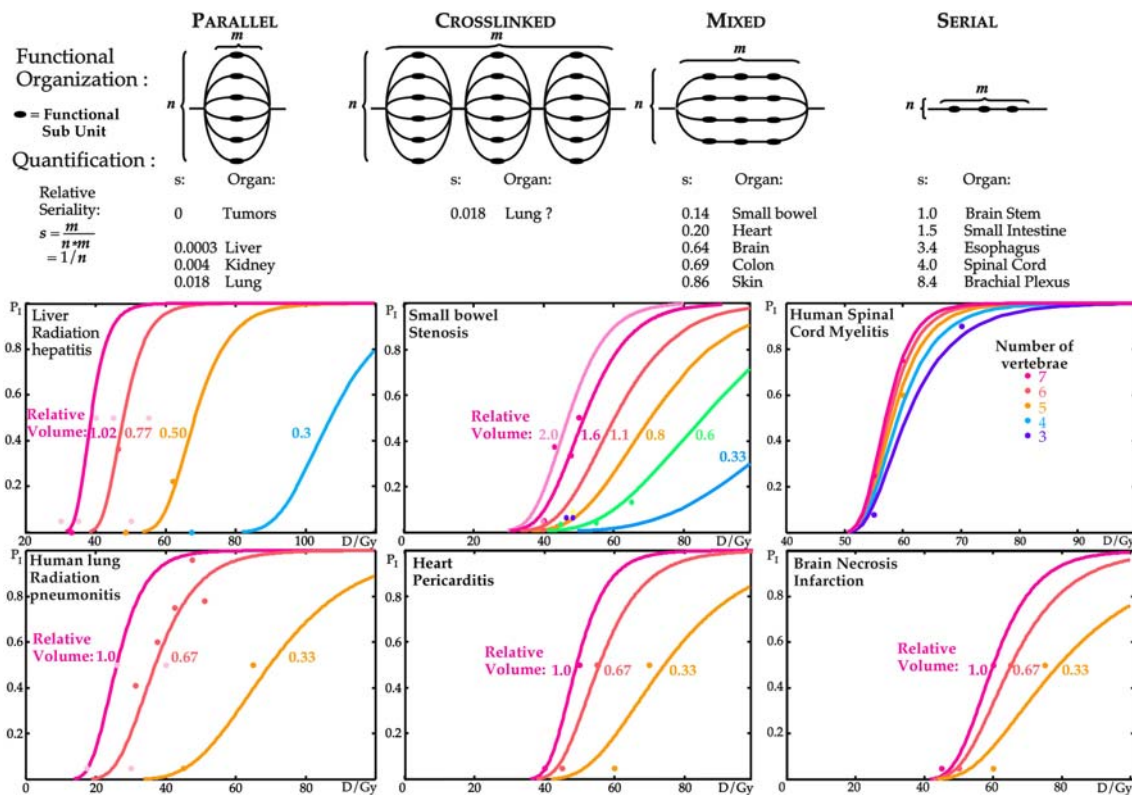 PARALLEL
CROSSLINKED
MIXED
SERIAL
Functional
Organization :
= Functional
Sub Unit
m
n
m
n
m
n
m
n
Quantification :
Relative
Seriality:
s = m / n*m
= 1/n
s: Organ:
0 Tumors
0.0003 Liver
0.004 Kidney
0.018 Lung
s: Organ:
0.018 Lung ?
s: Organ:
0.14 Small bowel
0.20 Heart
0.64 Brain
0.69 Colon
0.86 Skin
s: Organ:
1.0 Brain Stem
1.5 Small Intestine
3.4 Esophagus
4.0 Spinal Cord
8.4 Brachial Plexus
PI
Liver
Radiation
hepatitis
0.8
0.6
0.4
0.2
Relative
Volume: 1.02 0.77 0.50 0.3
20 40 60 80 100 D/Gy
PI
Small bowel
Stenosis
0.8
0.6
0.4
0.2
Relative
Volume: 2.0 1.6 1.1 0.8 0.6
0.33
0 20 40 60 80 D/Gy
PI
Human Spinal
Cord Myelitis
0.8
0.6
0.4
0.2
Number of
vertebrae
7
6
5
4
3
40 50 60 70 80 90 D/Gy
PI
Human lung
Radiation
pneumonitis
0.8
0.6
0.4
0.2
Relative
Volume: 1.0 0.67 0.33
0 20 40 60 80 D/Gy
PI
Heart
Pericarditis
0.8
0.6
0.4
0.2
Relative
Volume: 1.0 0.67 0.33
0 20 40 60 80 D/Gy
PI
Brain Necrosis
Infarction
0.8
0.6
0.4
0.2
Relative
Volume: 1.0 0.67 0.33
0 20 40 60 80 D/Gy